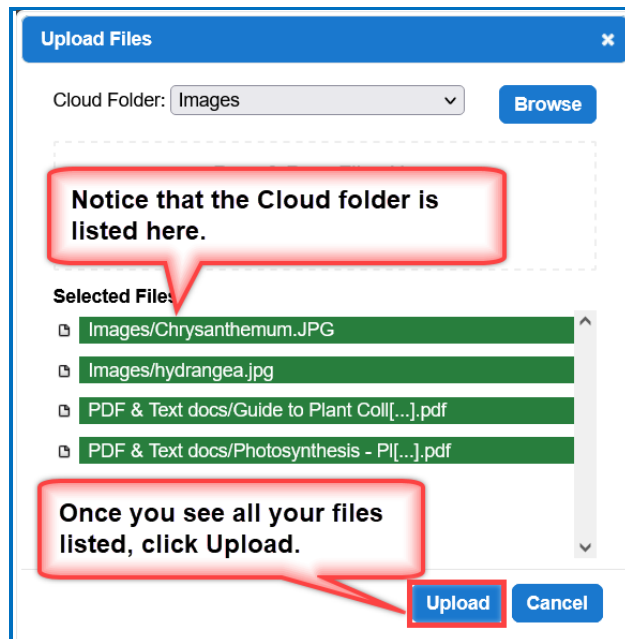 Upload Files
Cloud Folder: Images
Browse
Notice that the Cloud folder is
listed here.
Selected Files
Images/Chrysanthemum.JPG
Images/hydrangea.jpg
PDF & Text docs/Guide to Plant Coll[...].pdf
PDF & Text docs/Photosynthesis - Pl[...].pdf
Once you see all your files
listed, click Upload.
Upload
Cancel